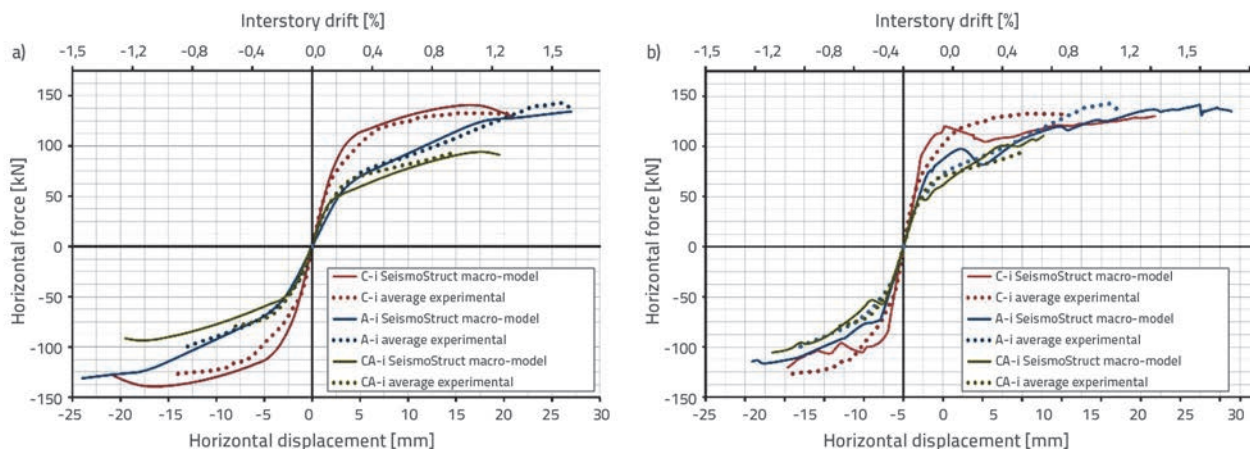 Interstory drift [%]
a)
-1,5 -1,2 -0,8 -0,4 0,0 0,4 0,8 1,2 1,5
Horizontal force [kN]
150
100
50
0
-50
-100
-150
C-i SeismoStruct macro-model
C-i average experimental
A-i SeismoStruct macro-model
A-i average experimental
CA-i SeismoStruct macro-model
CA-i average experimental
-25 -20 -15 -10 -5 0 5 10 15 20 25 30
Horizontal displacement [mm]
Interstory drift [%]
b)
-1,5 -1,2 -0,8 -0,4 0,0 0,4 0,8 1,2 1,5
Horizontal force [kN]
150
100
50
0
-50
-100
-150
C-i SeismoStruct macro-model
C-i average experimental
A-i SeismoStruct macro-model
A-i average experimental
CA-i SeismoStruct macro-model
CA-i average experimental
-25 -20 -15 -10 -5 0 5 10 15 20 25 30
Horizontal displacement [mm]